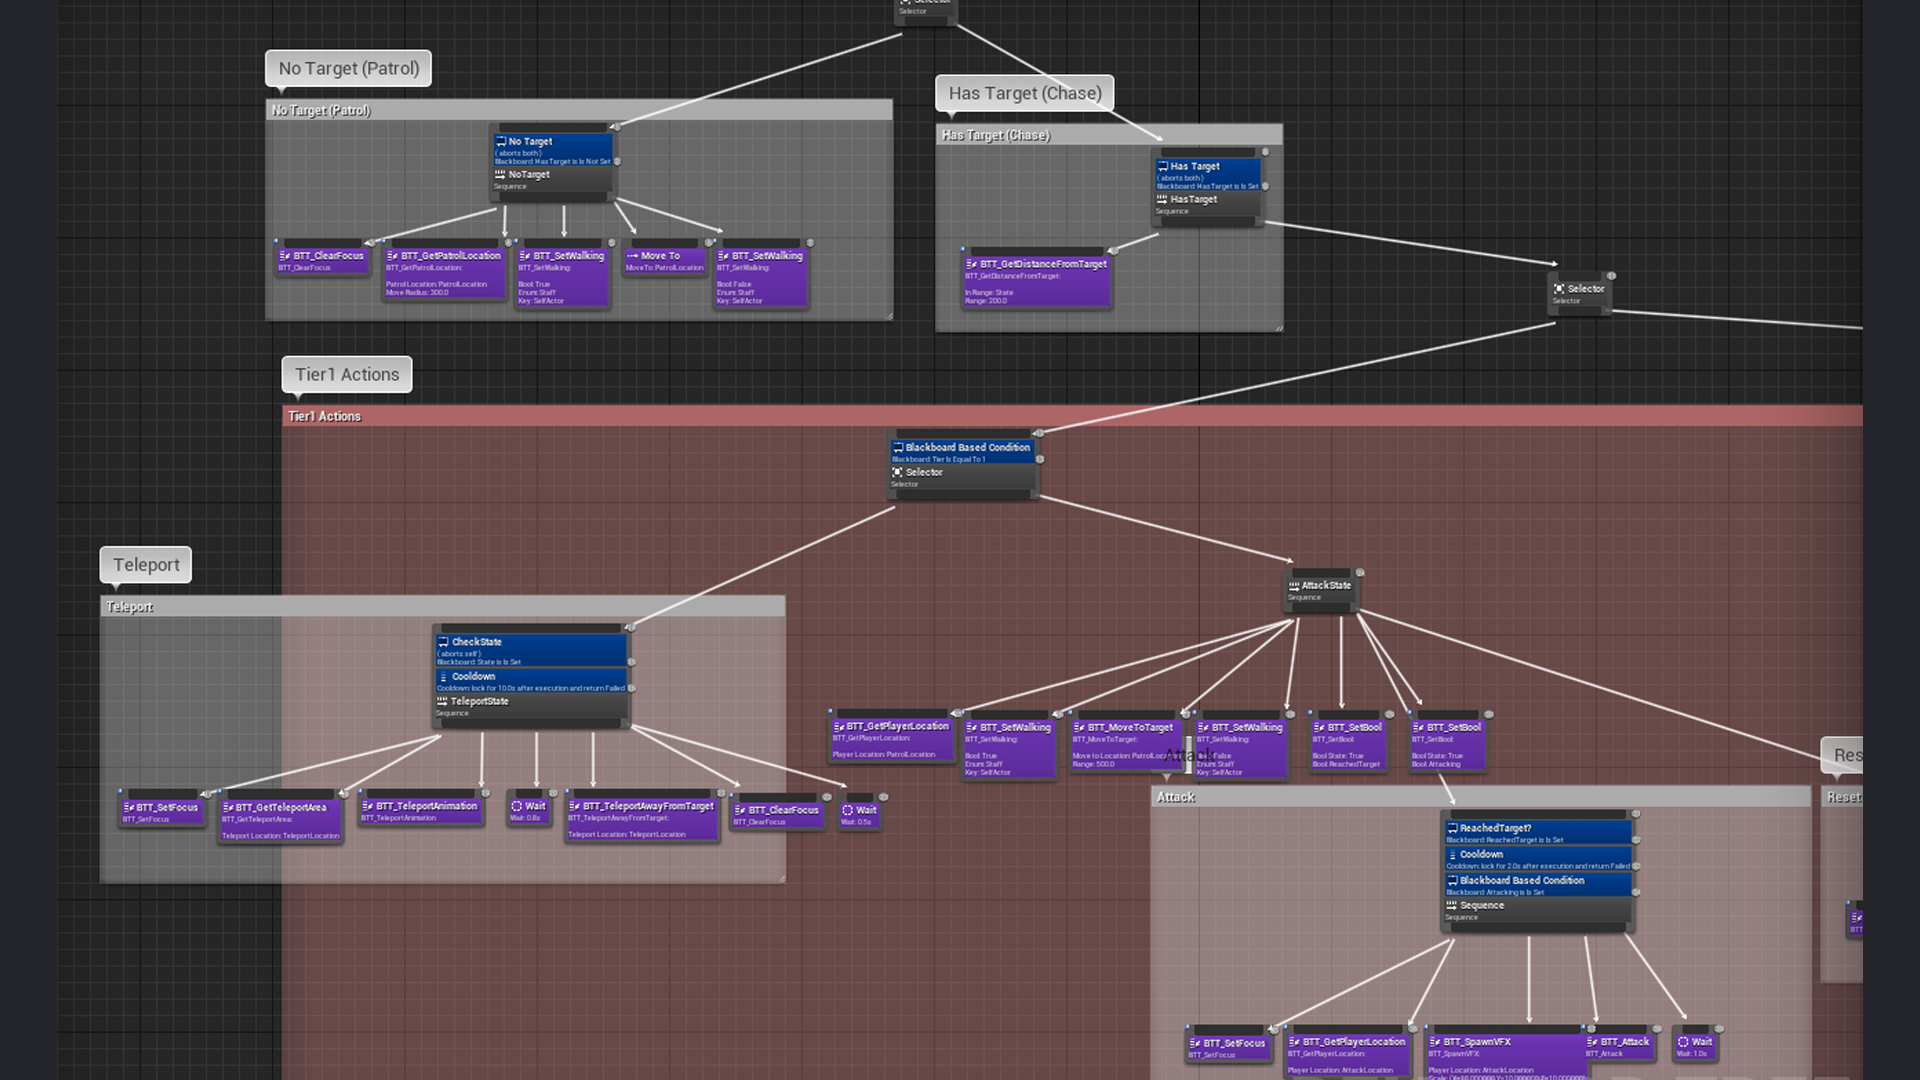 Selector
Selector
No Target (Patrol)
No Target (Patrol)
No Target
( aborts both )
Blackboard: HasTarget is Is Not Set
NoTarget
Sequence
BTT_ClearFocus
BTT_ClearFocus
BTT_GetPatrolLocation
BTT_GetPatrolLocation:
Patrol Location: PatrolLocation
Move Radius: 300.0
BTT_SetWalking
BTT_SetWalking:
Bool: True
Enum: Staff
Key: SelfActor
Move To
MoveTo: PatrolLocation
BTT_SetWalking
BTT_SetWalking:
Bool: False
Enum: Staff
Key: SelfActor
Has Target (Chase)
Has Target (Chase)
Has Target
( aborts both )
Blackboard: HasTarget is Is Set
HasTarget
Sequence
BTT_GetDistanceFromTarget
BTT_GetDistanceFromTarget:
In Range: State
Range: 200.0
Selector
Selector
Tier1 Actions
Tier1 Actions
Blackboard Based Condition
Blackboard: Tier Is Equal To 1
Selector
Selector
Teleport
Teleport
CheckState
( aborts self )
Blackboard: State is Is Set
Cooldown
Cooldown: lock for 10.0s after execution and return Failed
TeleportState
Sequence
BTT_SetFocus
BTT_SetFocus
BTT_GetTeleportArea
BTT_GetTeleportArea:
Teleport Location: TeleportLocation
BTT_TeleportAnimation
BTT_TeleportAnimation
Wait
Wait: 0.8s
BTT_TeleportAwayFromTarget
BTT_TeleportAwayFromTarget:
Teleport Location: TeleportLocation
BTT_ClearFocus
BTT_ClearFocus
Wait
Wait: 0.5s
AttackState
Sequence
BTT_GetPlayerLocation
BTT_GetPlayerLocation:
Player Location: PatrolLocation
BTT_SetWalking
BTT_SetWalking:
Bool: True
Enum: Staff
Key: SelfActor
BTT_MoveToTarget
BTT_MoveToTarget:
Move to Location: PatrolLoc
Range: 500.0
BTT_SetWalking
BTT_SetWalking:
False
Enum: Staff
Key: SelfActor
BTT_SetBool
BTT_SetBool:
Bool State: True
Bool: ReachedTarget
BTT_SetBool
BTT_SetBool:
Bool State: True
Bool: Attacking
Attack
Attack
ReachedTarget?
Blackboard: ReachedTarget is Is Set
Cooldown
Cooldown: lock for 2.0s after execution and return Failed
Blackboard Based Condition
Blackboard: Attacking is Is Set
Sequence
Sequence
BTT_SetFocus
BTT_SetFocus
BTT_GetPlayerLocation
BTT_GetPlayerLocation:
Player Location: AttackLocation
BTT_SpawnVFX
BTT_SpawnVFX:
Player Location: AttackLocation
BTT_Attack
BTT_Attack
Wait
Wait: 1.0s
Res
Reset
BTT